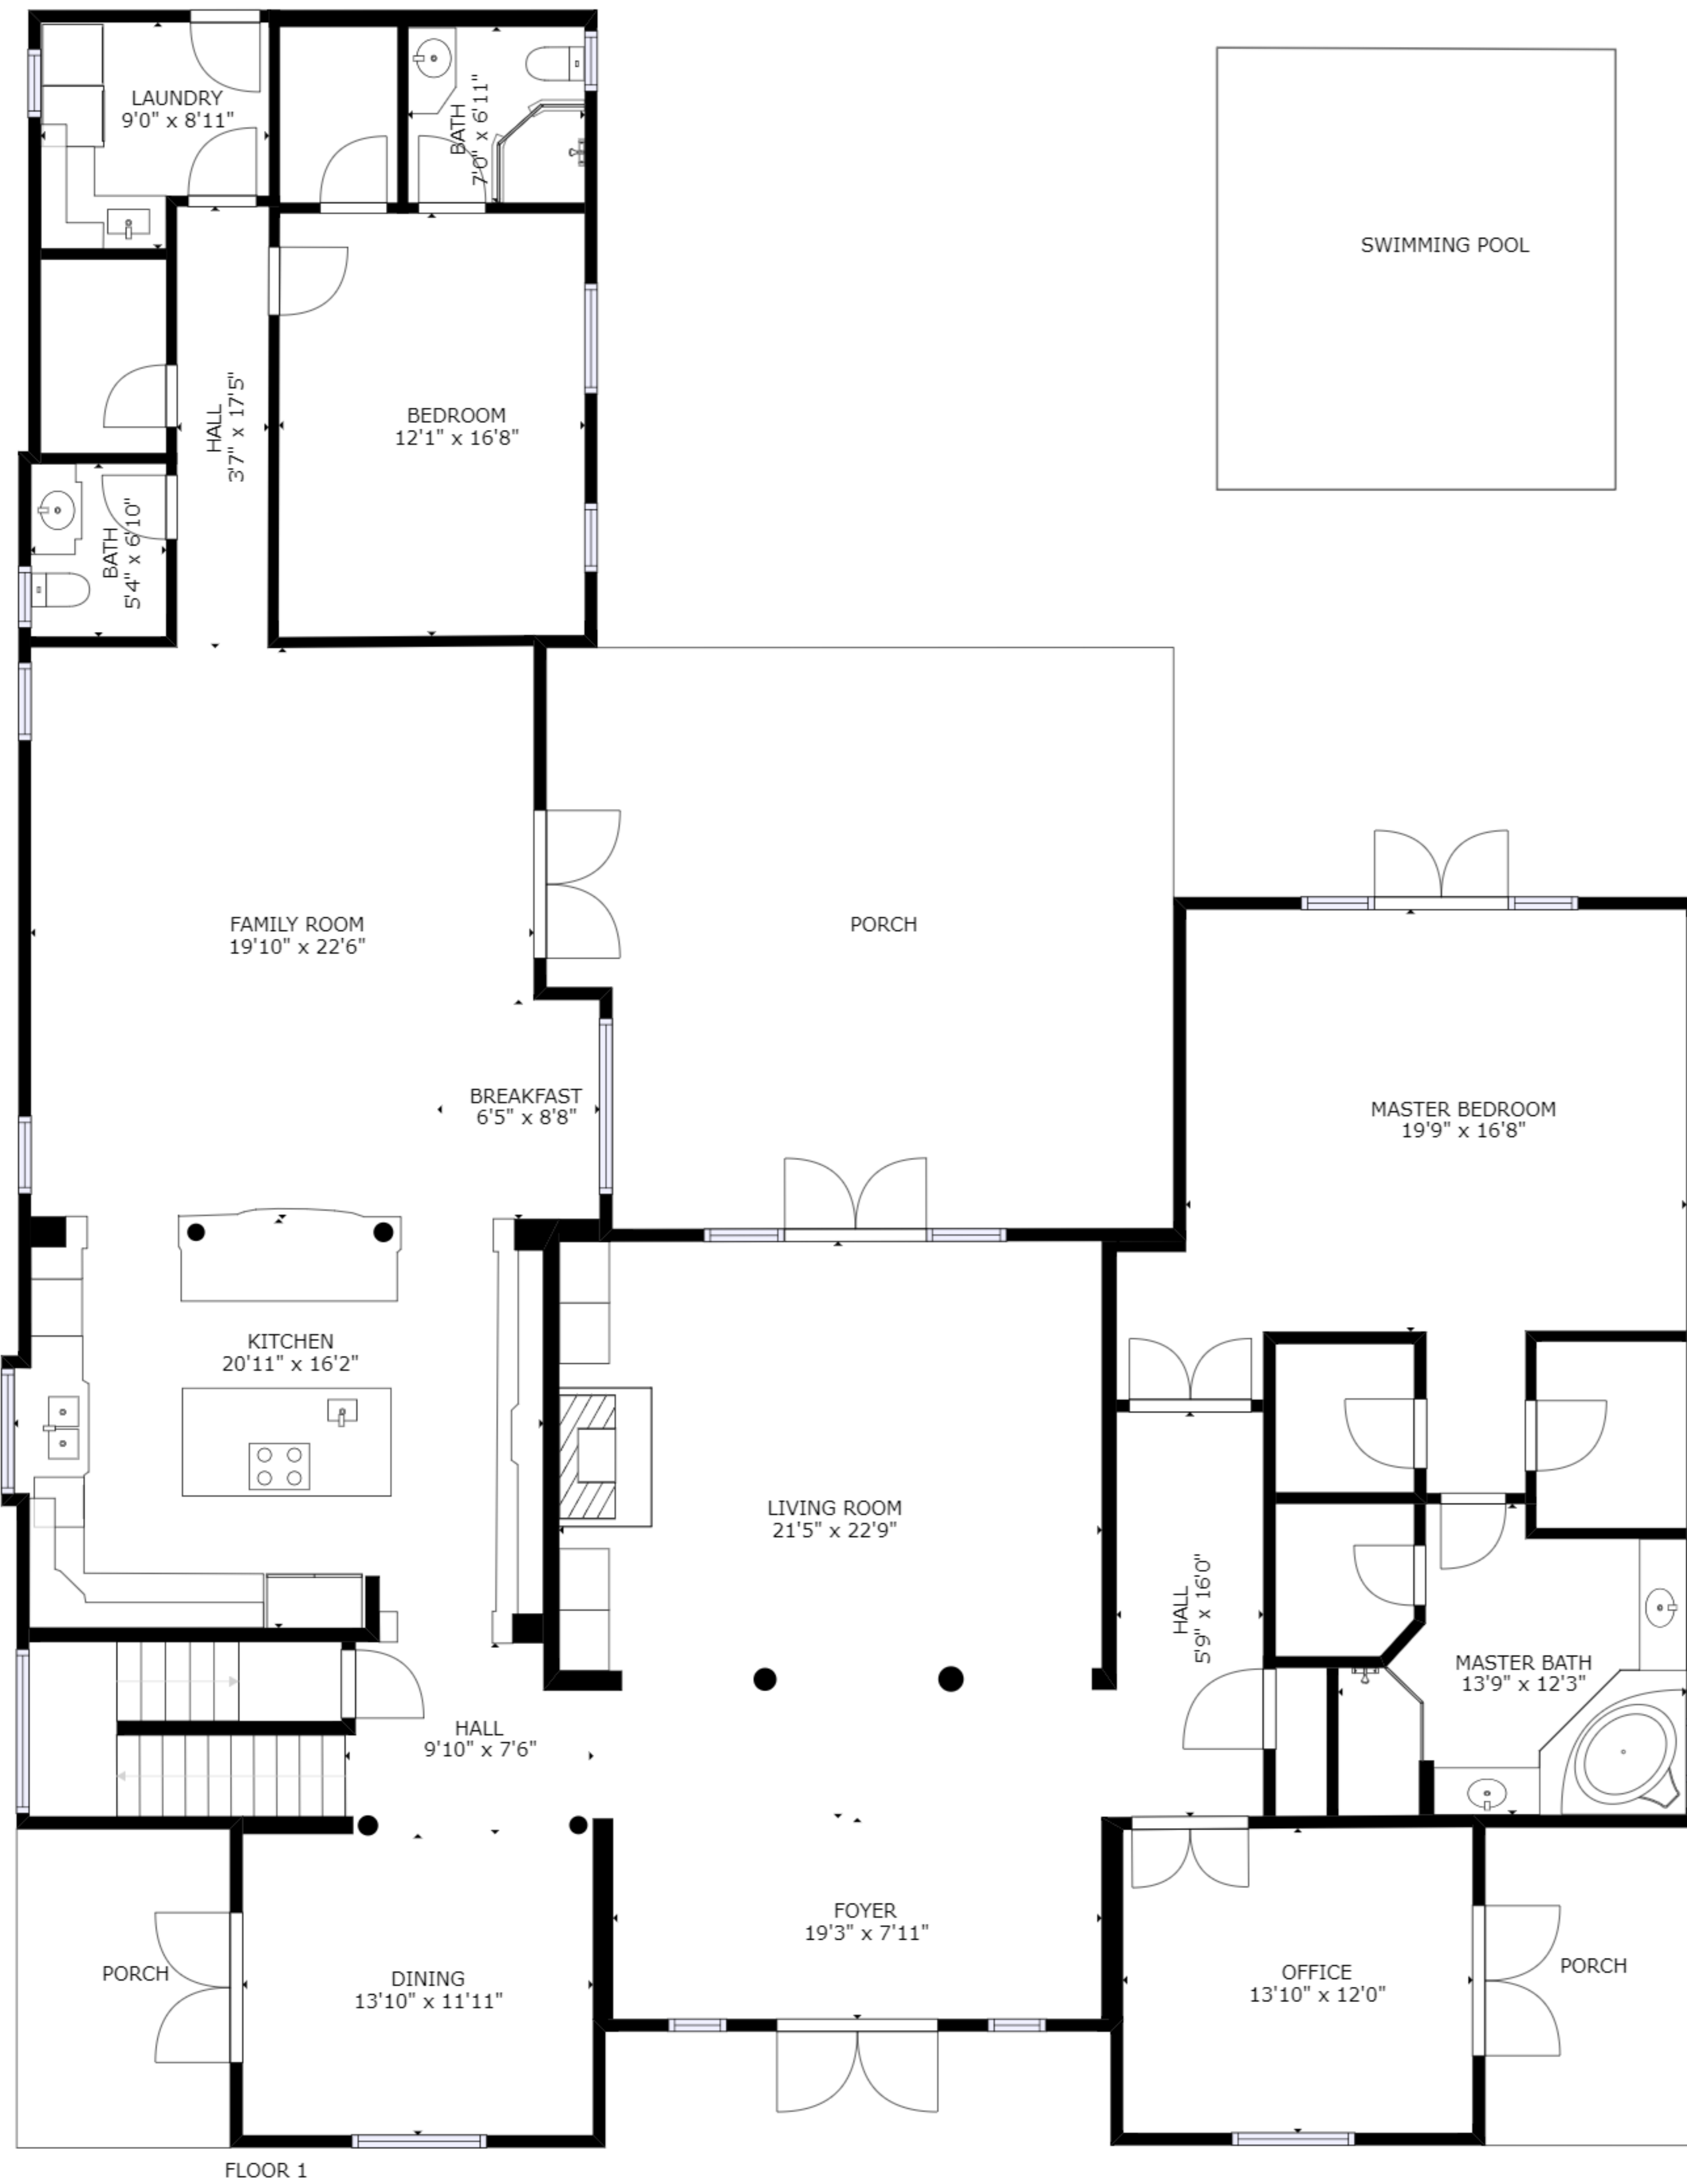 LAUNDRY
9'0" x 8'11"
BATH
7'0" x 6'11"
SWIMMING POOL
HALL
3'7" x 17'5"
BEDROOM
12'1" x 16'8"
BATH
5'4" x 6'10"
FAMILY ROOM
19'10" x 22'6"
PORCH
BREAKFAST
6'5" x 8'8"
MASTER BEDROOM
19'9" x 16'8"
KITCHEN
20'11" x 16'2"
LIVING ROOM
21'5" x 22'9"
HALL
5'9" x 16'0"
MASTER BATH
13'9" x 12'3"
HALL
9'10" x 7'6"
FOYER
19'3" x 7'11"
PORCH
DINING
13'10" x 11'11"
OFFICE
13'10" x 12'0"
PORCH
FLOOR 1